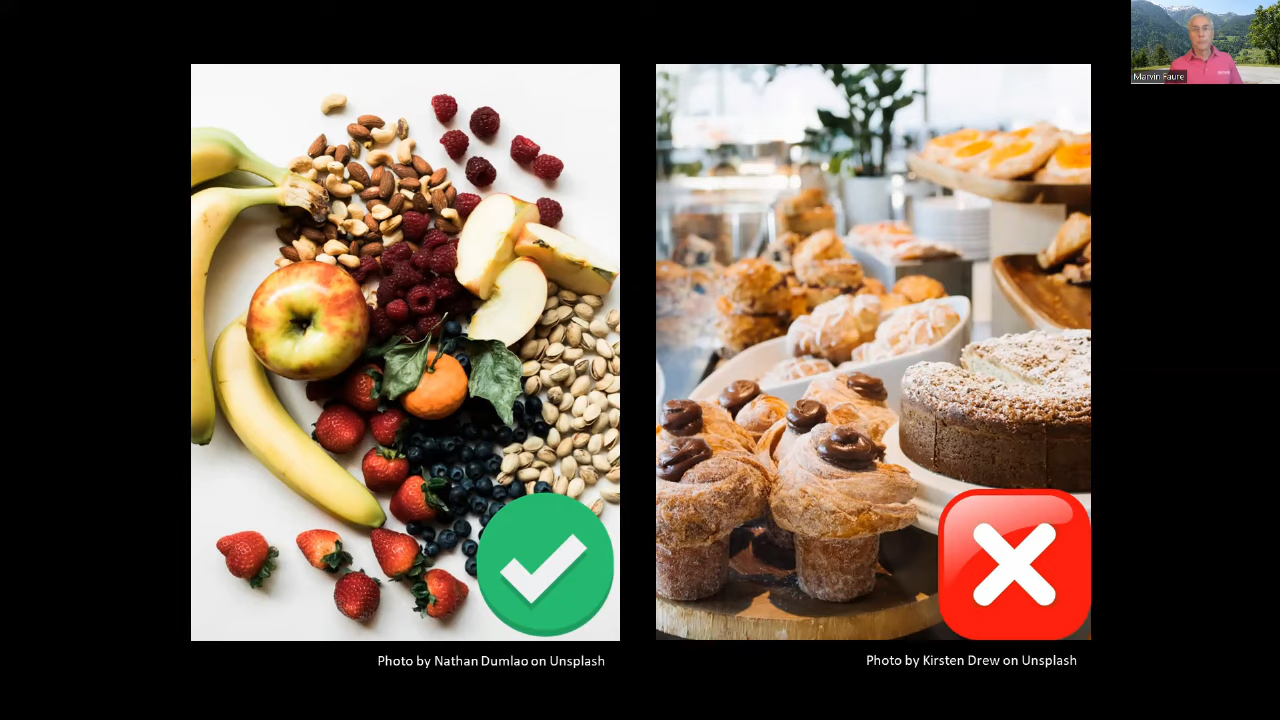 Marvin Faure
Photo by Nathan Dumlao on Unsplash
Photo by Kirsten Drew on Unsplash